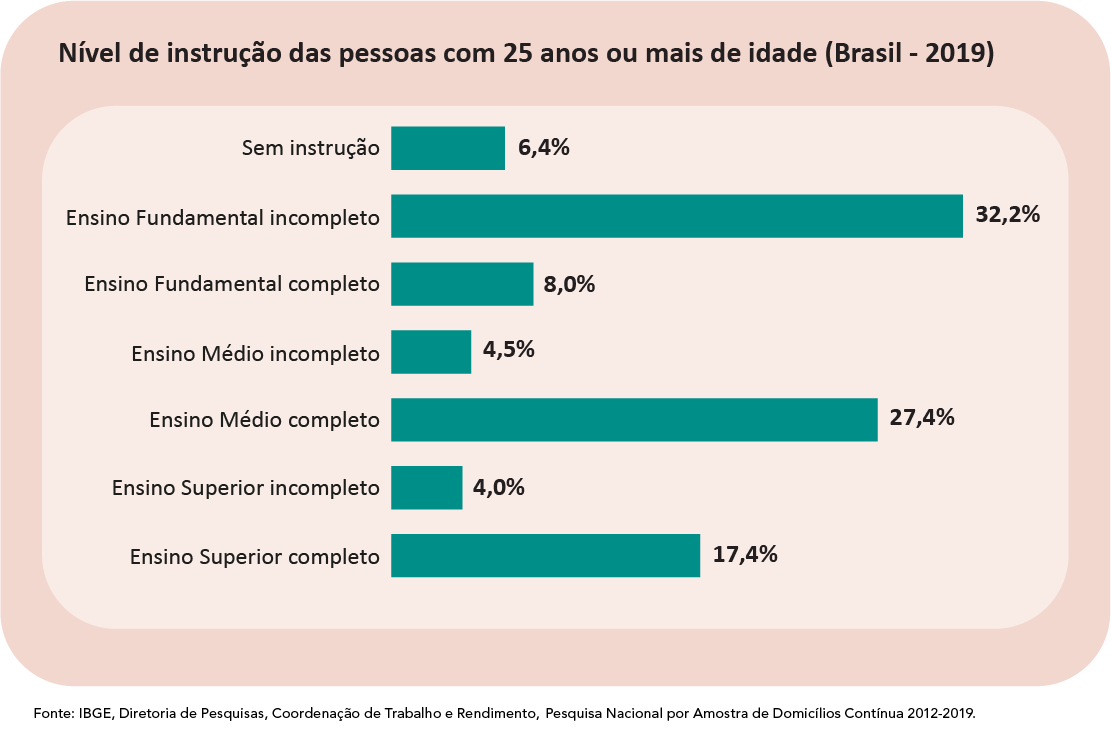 Nível de instrução das pessoas com 25 anos ou mais de idade (Brasil - 2019)
Sem instrução 6,4%
Ensino Fundamental incompleto 32,2%
Ensino Fundamental completo 8,0%
Ensino Médio incompleto 4,5%
Ensino Médio completo 27,4%
Ensino Superior incompleto 4,0%
Ensino Superior completo 17,4%
Fonte: IBGE, Diretoria de Pesquisas, Coordenação de Trabalho e Rendimento, Pesquisa Nacional por Amostra de Domicílios Contínua 2012-2019.